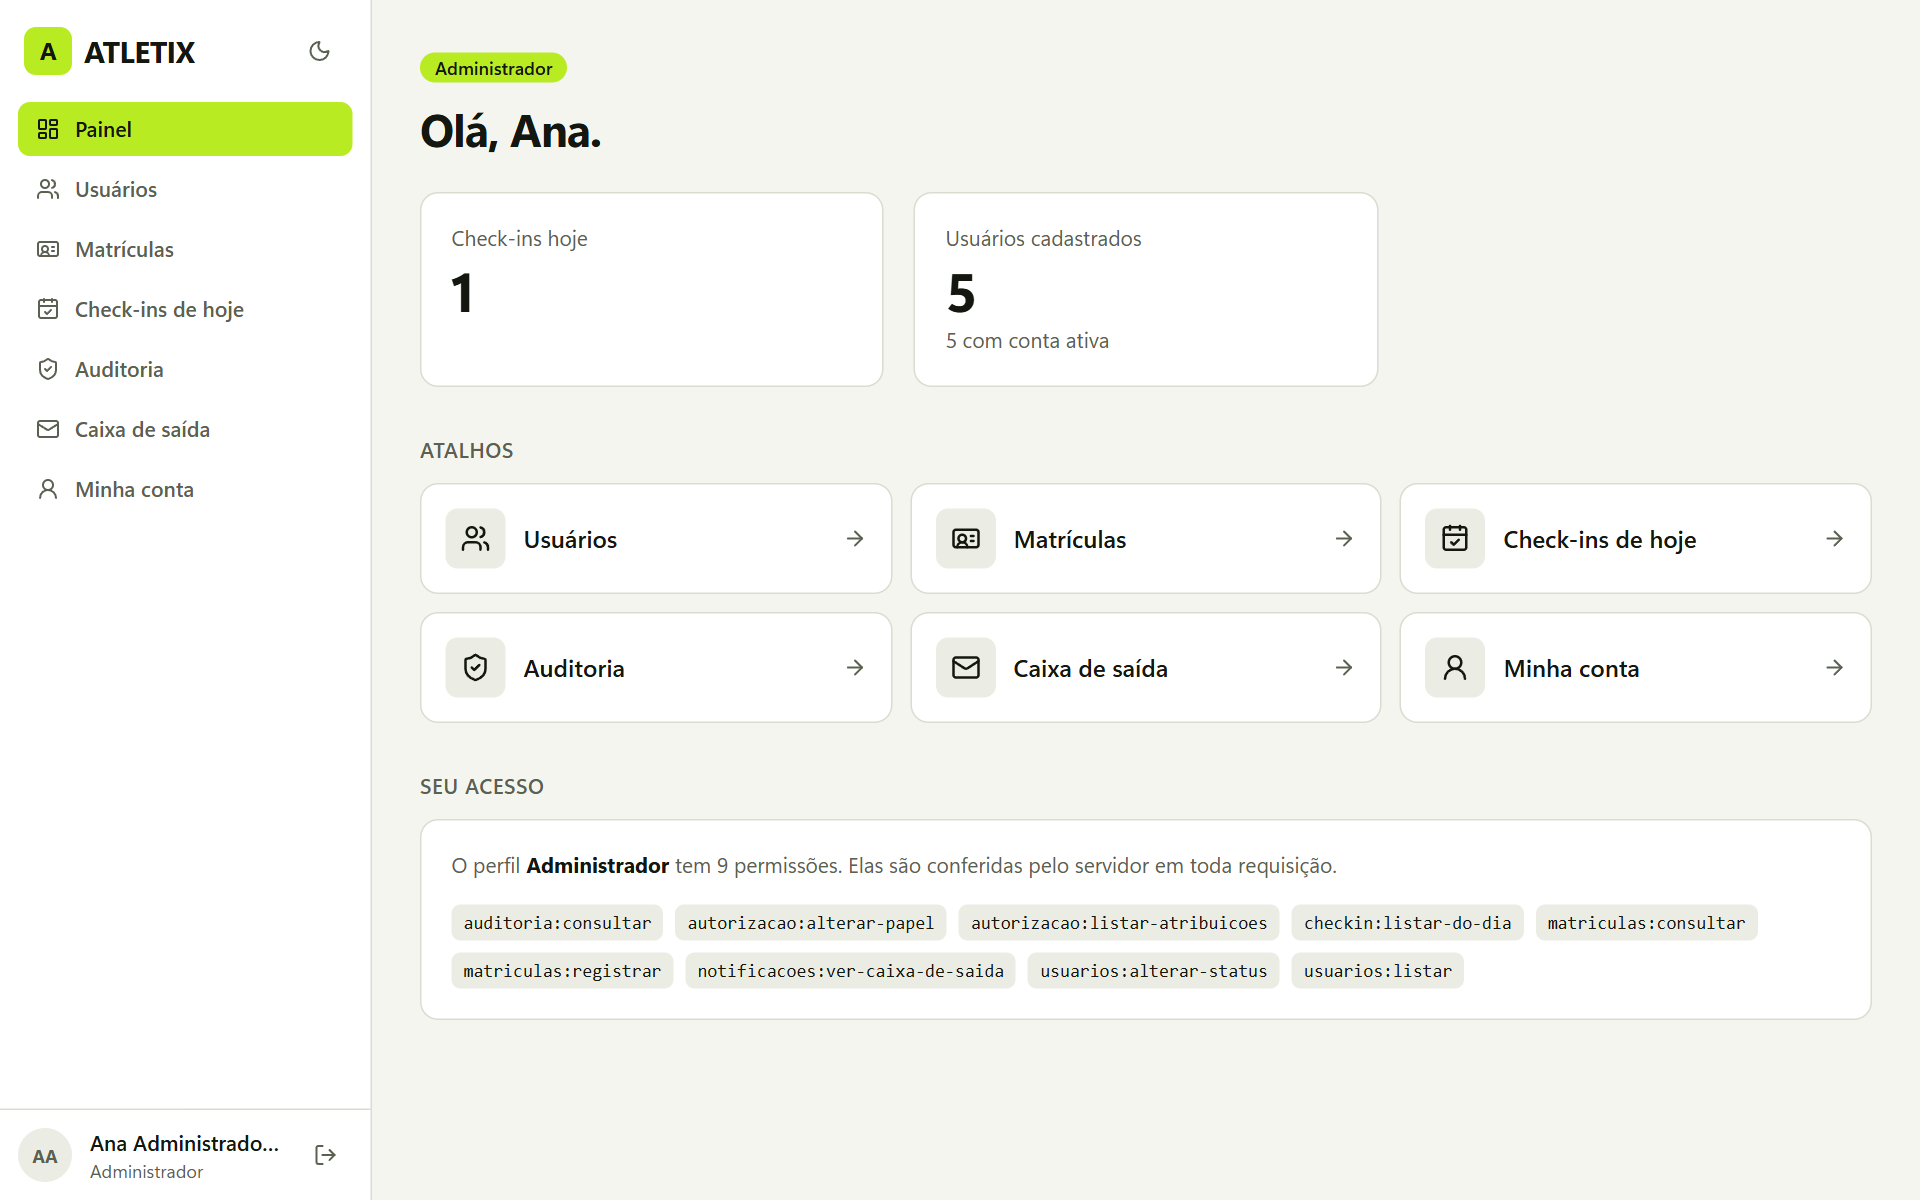 A ATLETIX
Painel
Usuários
Matrículas
Check-ins de hoje
Auditoria
Caixa de saída
Minha conta
AA
Ana Administrado...
Administrador
Administrador
Olá, Ana.
Check-ins hoje
1
Usuários cadastrados
5
5 com conta ativa
ATALHOS
Usuários
Matrículas
Check-ins de hoje
Auditoria
Caixa de saída
Minha conta
SEU ACESSO
O perfil Administrador tem 9 permissões. Elas são conferidas pelo servidor em toda requisição.
auditoria:consultar autorizacao:alterar-papel autorizacao:listar-atribuicoes checkin:listar-do-dia matriculas:consultar
matriculas:registrar notificacoes:ver-caixa-de-saida usuarios:alterar-status usuarios:listar